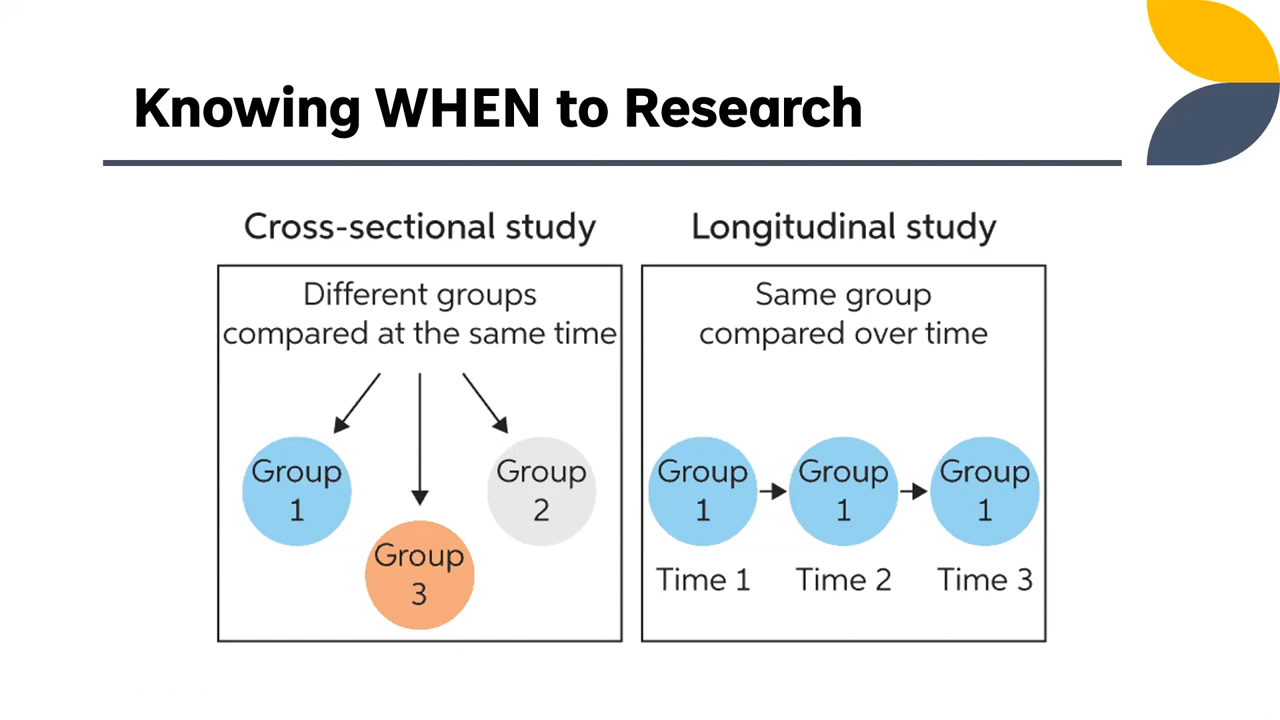 Knowing WHEN to Research
Cross-sectional study
Different groups
compared at the same time
Group
1
Group
2
Group
3
Longitudinal study
Same group
compared over time
Group
1
Group
1
Group
1
Time 1
Time 2
Time 3